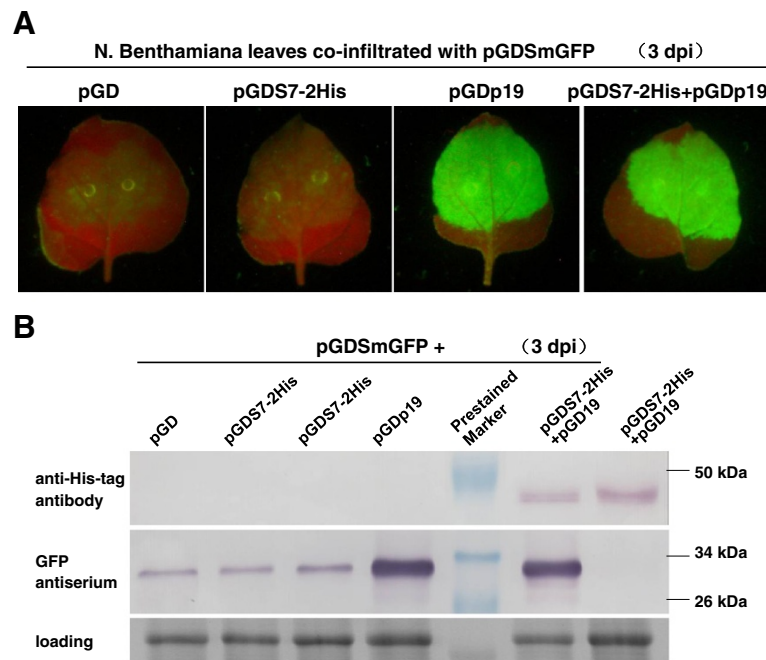 A
N. Benthamiana leaves co-infiltrated with pGDSmGFP （3 dpi）
pGD pGDS7-2His pGDp19 pGDS7-2His+pGDp19
B
pGDSmGFP + （3 dpi）
pGD pGDS7-2His pGDS7-2His pGDp19 Prestained Marker pGDS7-2His +pGD19 pGDS7-2His +pGD19
anti-His-tag
antibody
50 kDa
GFP
antiserium
34 kDa
26 kDa
loading